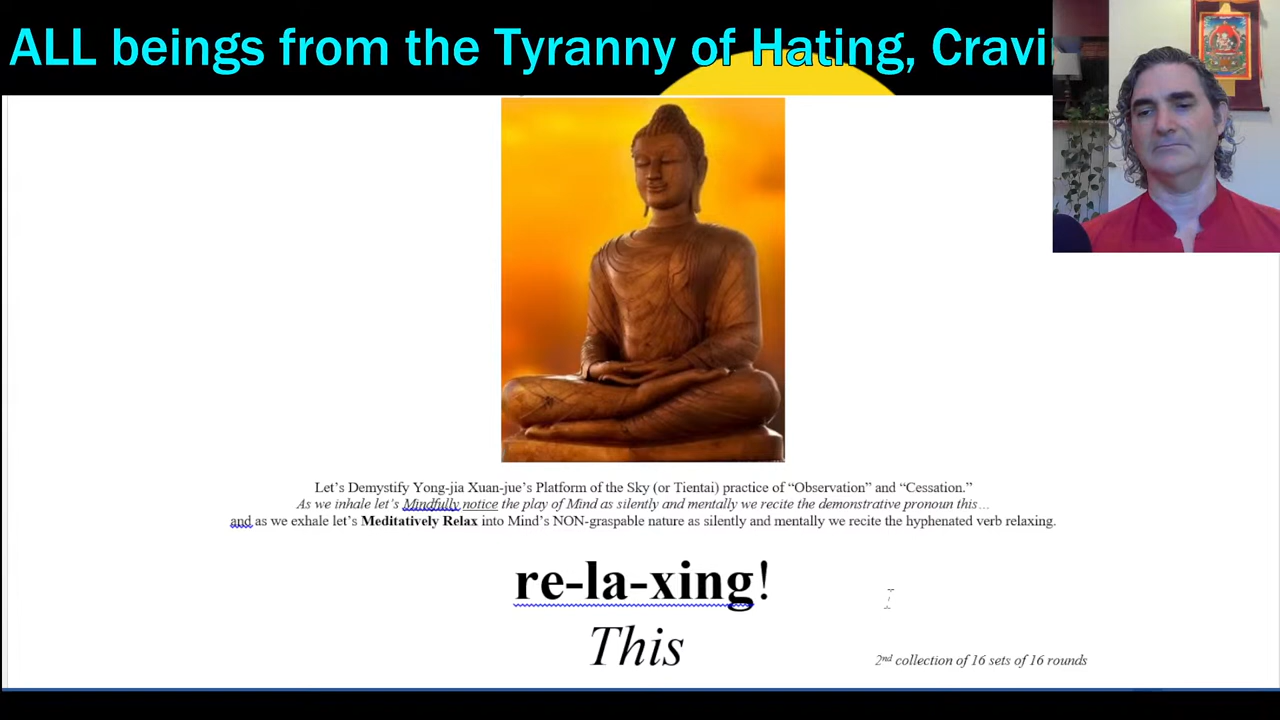 ALL beings from the Tyranny of Hating,
Let’s Demystify Yong-jia Xuan-jue’s Platform of the Sky (or Tientai) practice of “Observation” and “Cessation.”
As we inhale let’s Mindfully notice the play of Mind as silently and mentally we recite the demonstrative pronoun this…
and as we exhale let’s Meditatively Relax into Mind’s NON-graspable nature as silently and mentally we recite the hyphenated verb relaxing.
re-la-xing!
This
2nd collection of 16 sets of 16 rounds